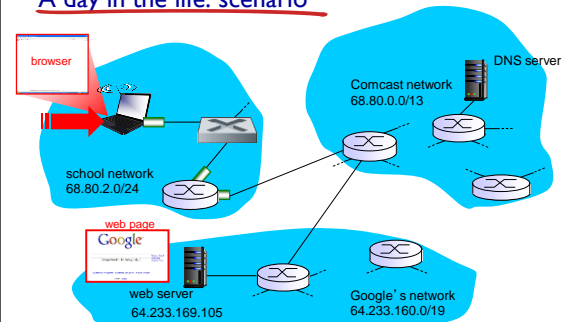 A day in the life: scenario
browser
DNS server
Comcast network
68.80.0.0/13
school network
68.80.2.0/24
web page
Google
web server
64.233.169.105
Google's network
64.233.160.0/19